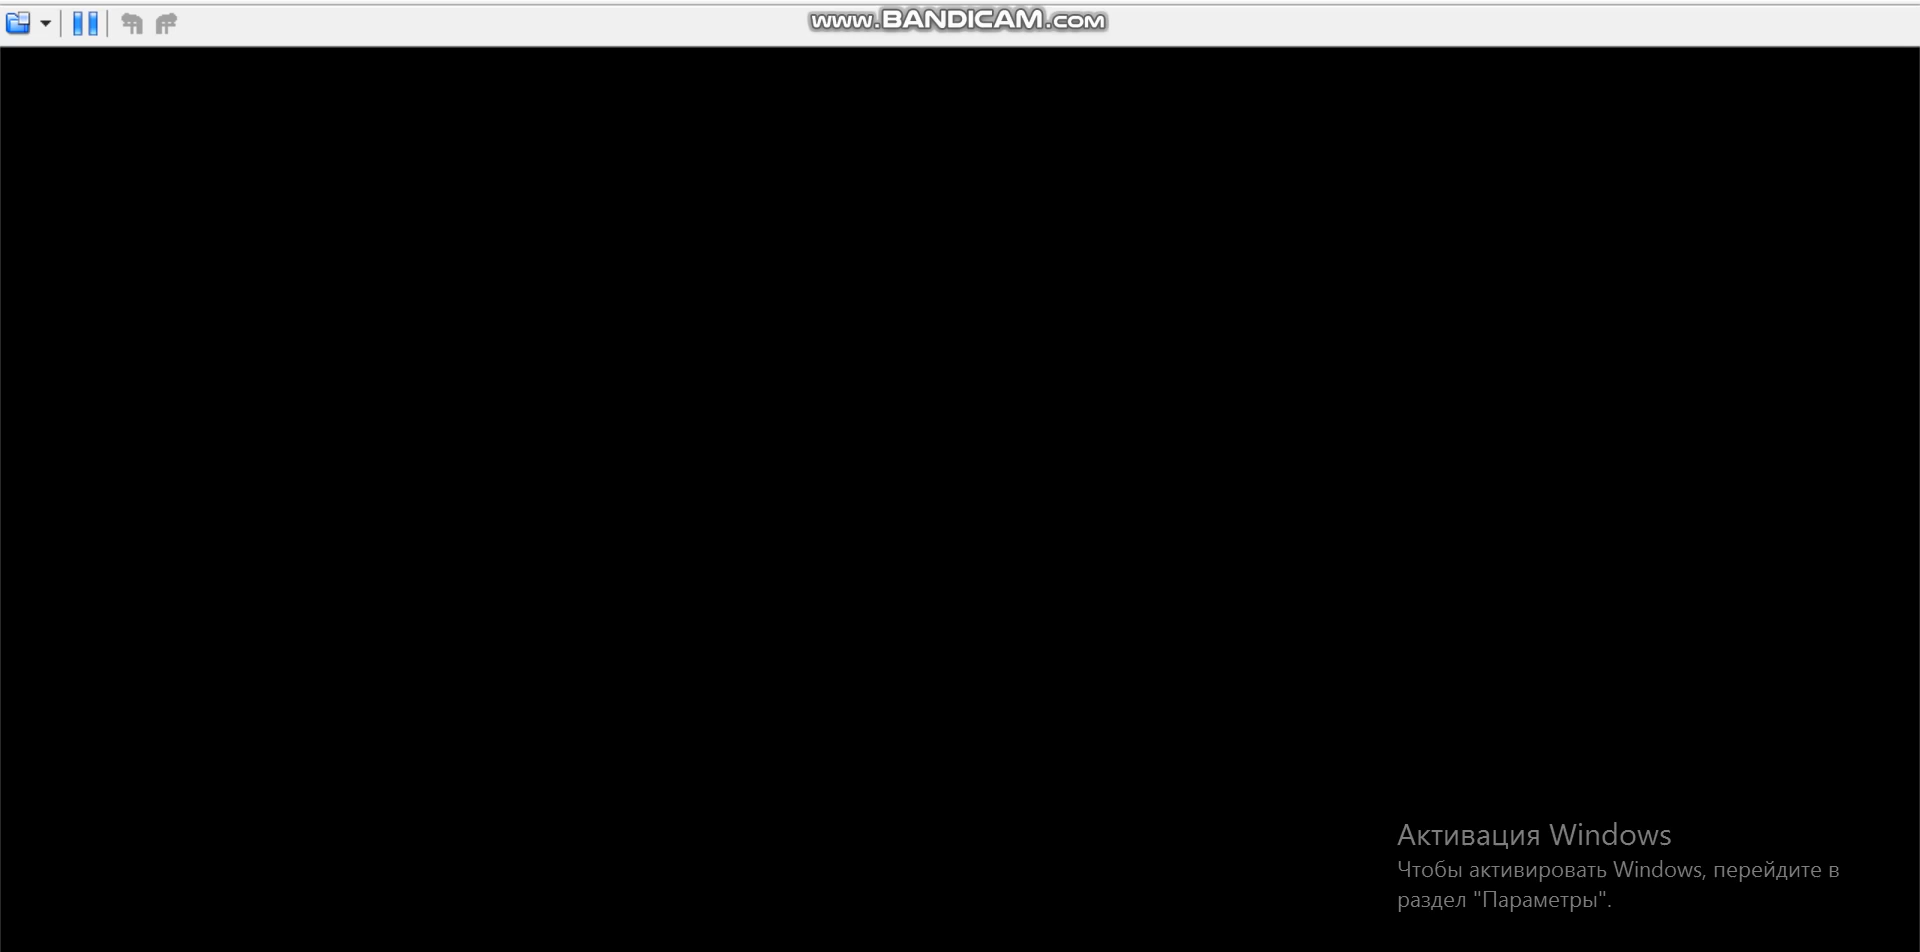 www.BANDICAM.com
Активация Windows
Чтобы активировать Windows, перейдите в
раздел "Параметры".